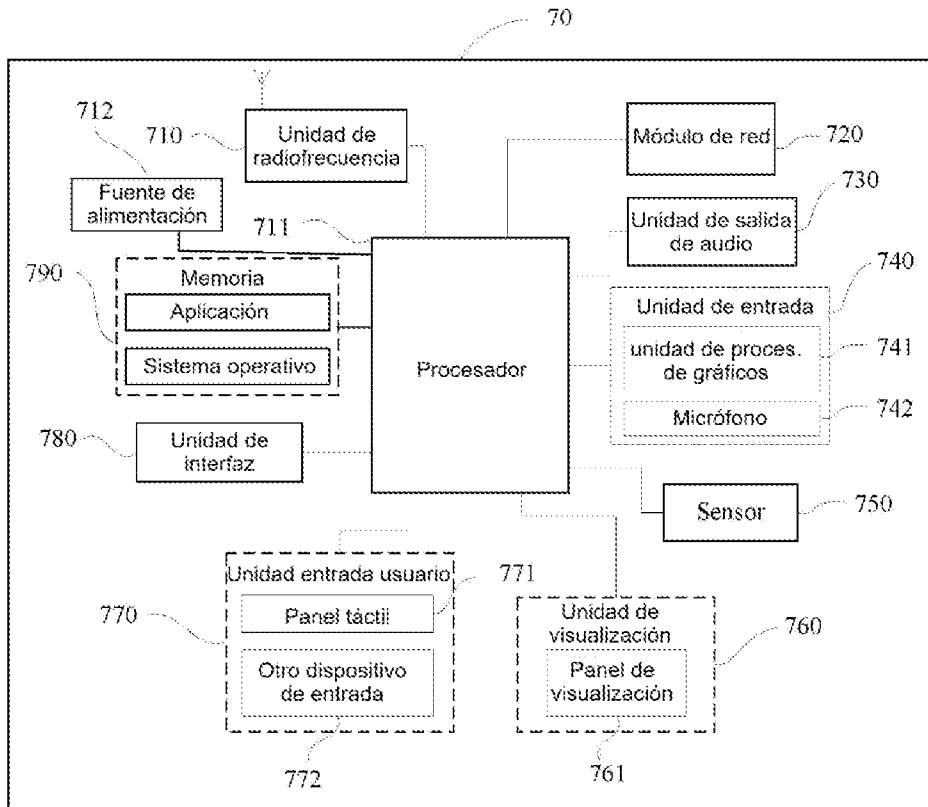 70
712
710
Unidad de
radiofrecuencia
Módulo de red
720
Fuente de
alimentación
711
730
Unidad de salida
de audio
790
Memoria
Aplicación
Sistema operativo
Procesador
740
Unidad de entrada
unidad de proces.
de gráficos
741
Micrófono
742
780
Unidad de
interfaz
Sensor
750
Unidad entrada usuario
771
770
Panel táctil
Otro dispositivo
de entrada
772
Unidad de
visualización
760
Panel de
visualización
761